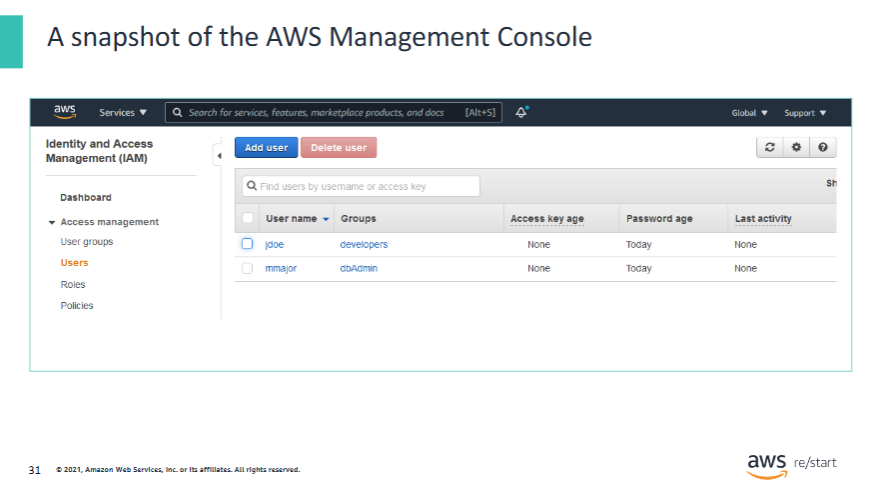 A snapshot of the AWS Management Console
aws Services Search for services, features, marketplace products, and docs [Alt+S] Global Support
Identity and Access
Management (IAM)
Dashboard
Access management
User groups
Users
Roles
Policies
Add user Delete user
Find users by username or access key
Sh
User name Groups Access key age Password age Last activity
jdoe developers None Today None
mmajor dbAdmin None Today None
31 © 2021, Amazon Web Services, Inc. or its affiliates. All rights reserved.
aws re/start